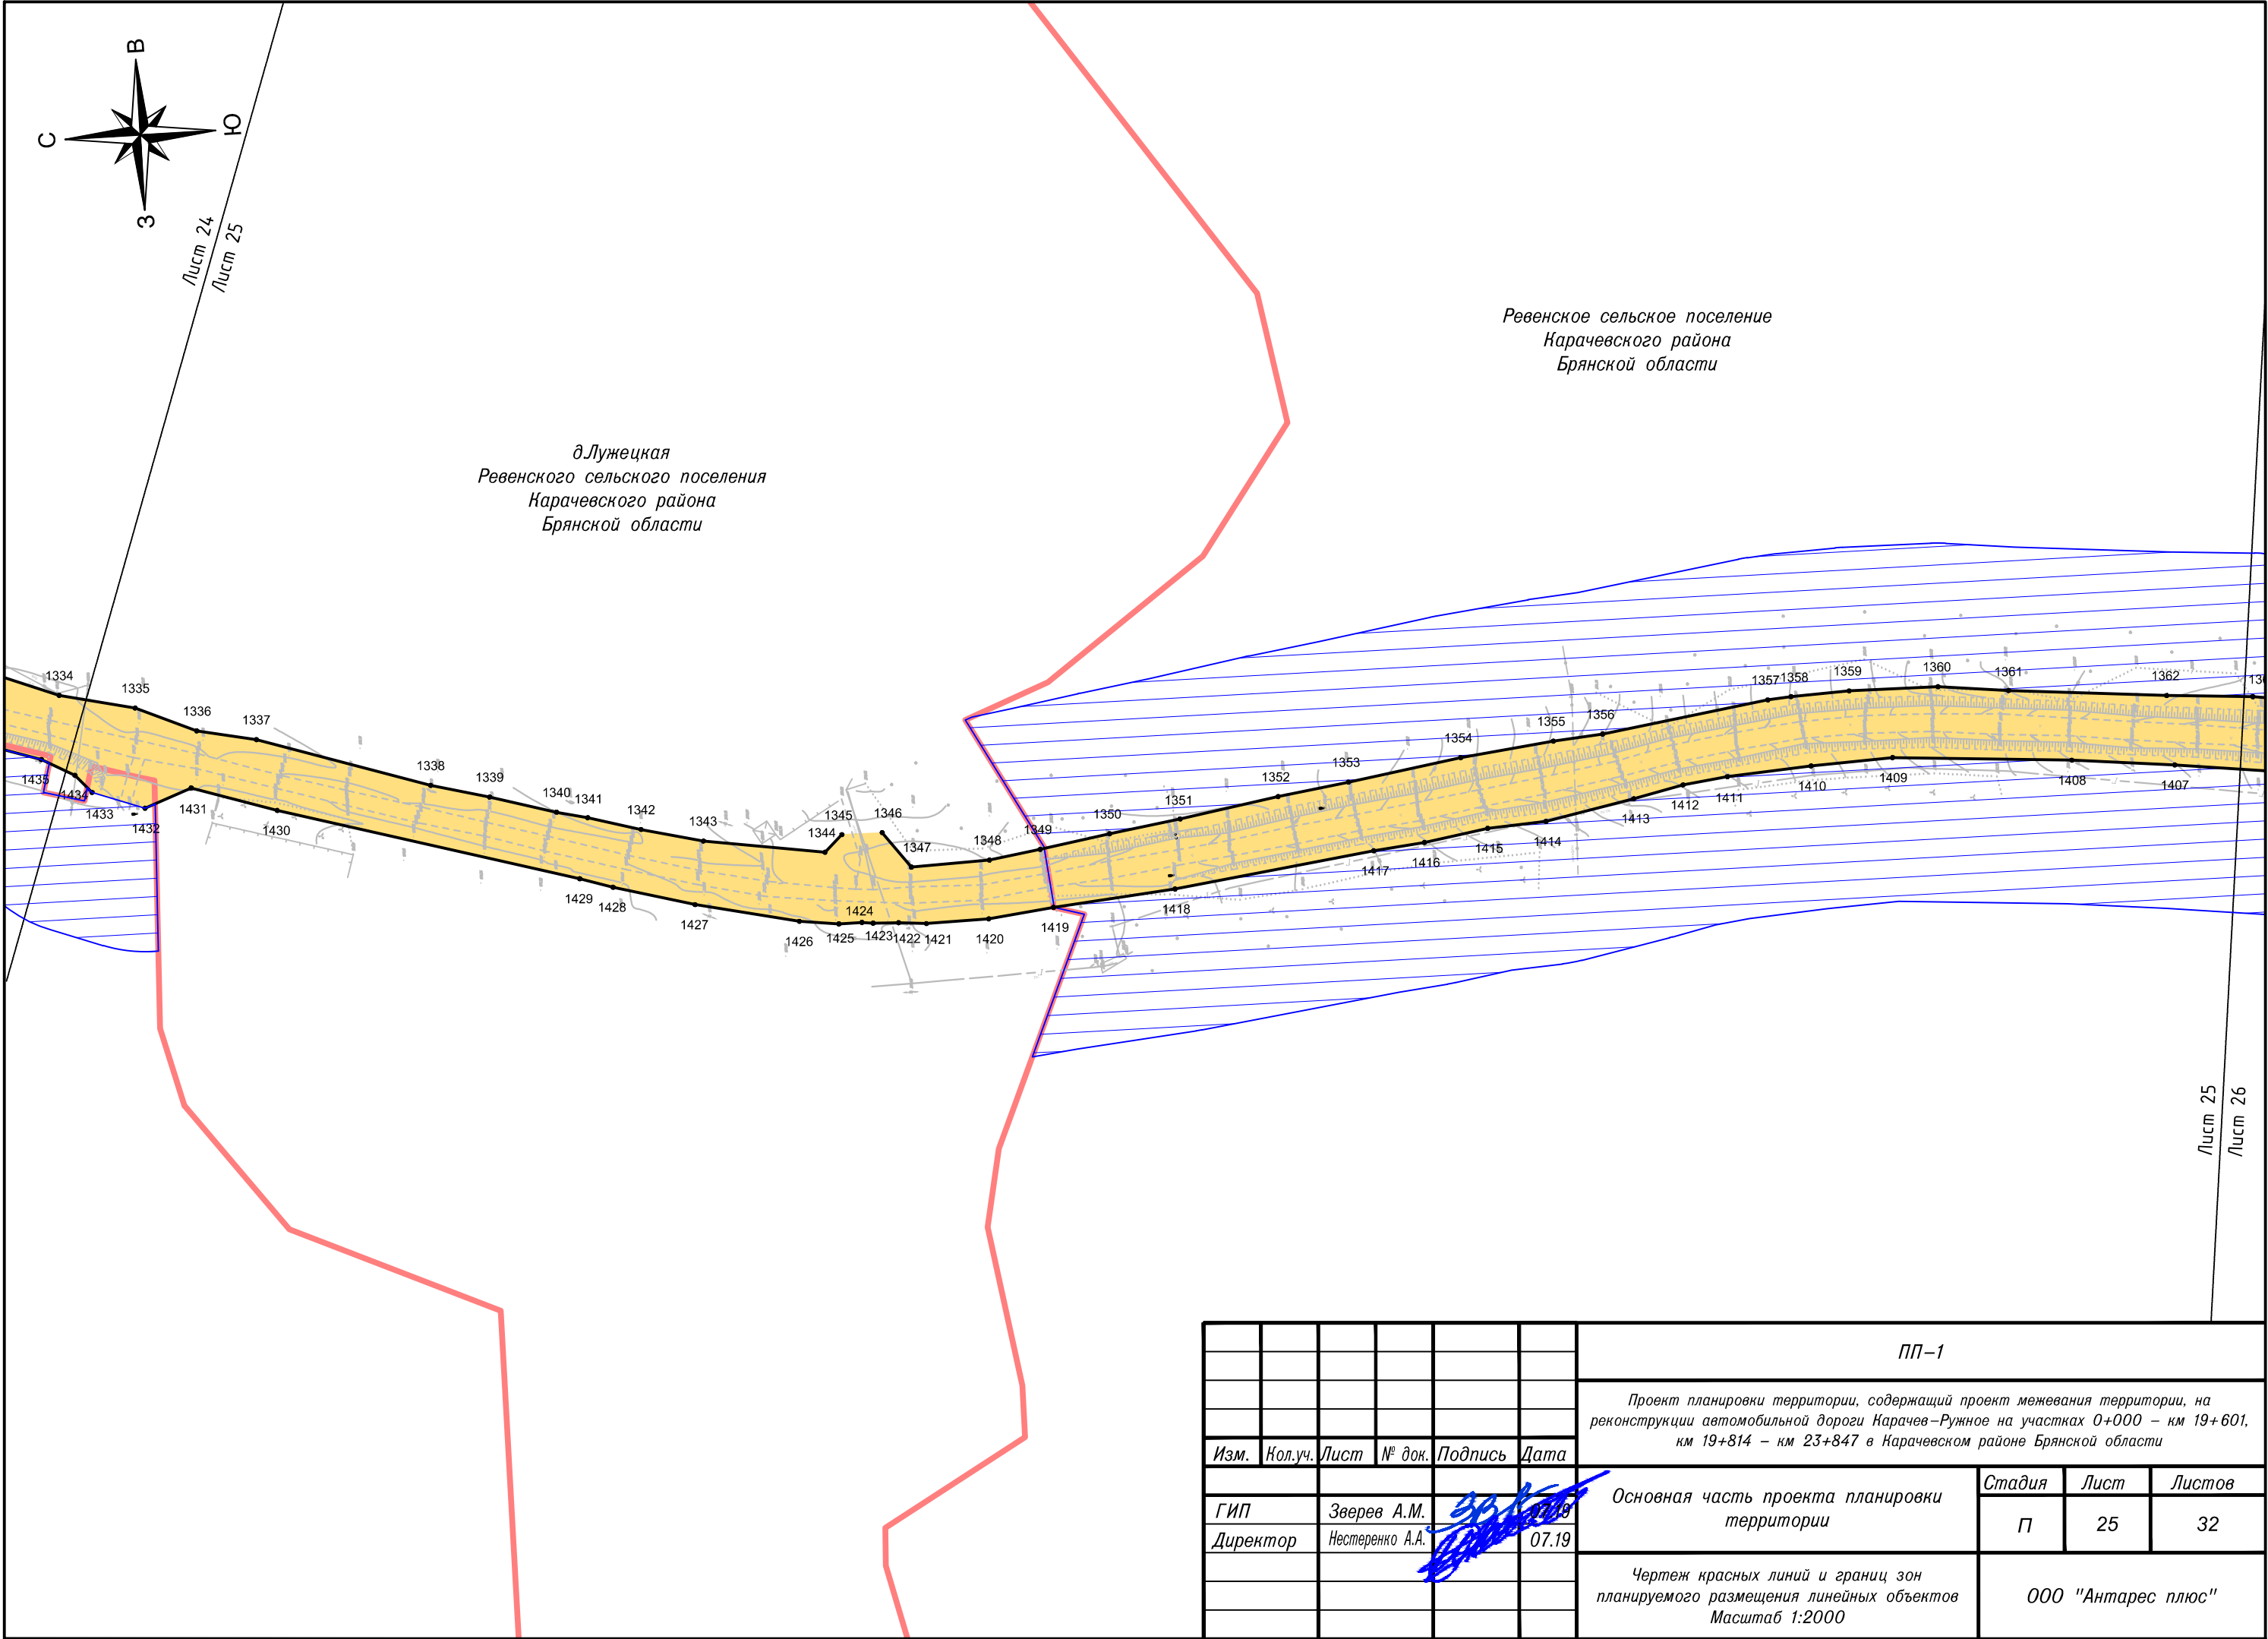 В
С
Ю
З
Лист 24
Лист 25
Ревенское сельское поселение
Карачевского района
Брянской области
д.Лужецкая
Ревенского сельского поселения
Карачевского района
Брянской области
1334
1335
1336
1337
1338
1339
1340
1341
1342
1343
1344
1345
1346
1347
1348
1349
1350
1351
1352
1353
1354
1355
1356
1357
1358
1359
1360
1361
1362
1435
1434
1433
1432
1431
1430
1429
1428
1427
1426
1425
1424
1423
1422
1421
1420
1419
1418
1417
1416
1415
1414
1413
1412
1411
1410
1409
1408
1407
Лист 25
Лист 26
ПП-1
Проект планировки территории, содержащий проект межевания территории, на
реконструкции автомобильной дороги Карачев-Ружное на участках 0+000 - км 19+601,
км 19+814 - км 23+847 в Карачевском районе Брянской области
Изм. Кол.уч. Лист № док. Подпись Дата
ГИП Зверев А.М. 07.19
Директор Нестеренко А.А. 07.19
Основная часть проекта планировки
территории
Стадия Лист Листов
П 25 32
Чертеж красных линий и границ зон
планируемого размещения линейных объектов
Масштаб 1:2000
ООО "Антарес плюс"